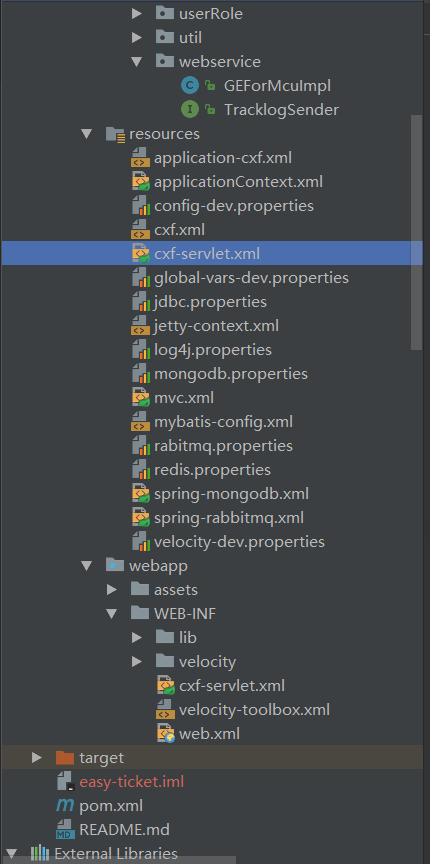 userRole
util
webservice
C GEForMcuImpl
I TracklogSender
resources
application-cxf.xml
applicationContext.xml
config-dev.properties
cxf.xml
cxf-servlet.xml
global-vars-dev.properties
jdbc.properties
jetty-context.xml
log4j.properties
mongodb.properties
mvc.xml
mybatis-config.xml
rabitmq.properties
redis.properties
spring-mongodb.xml
spring-rabbitmq.xml
velocity-dev.properties
webapp
assets
WEB-INF
lib
velocity
cxf-servlet.xml
velocity-toolbox.xml
web.xml
target
easy-ticket.iml
m pom.xml
MD README.md
External Libraries